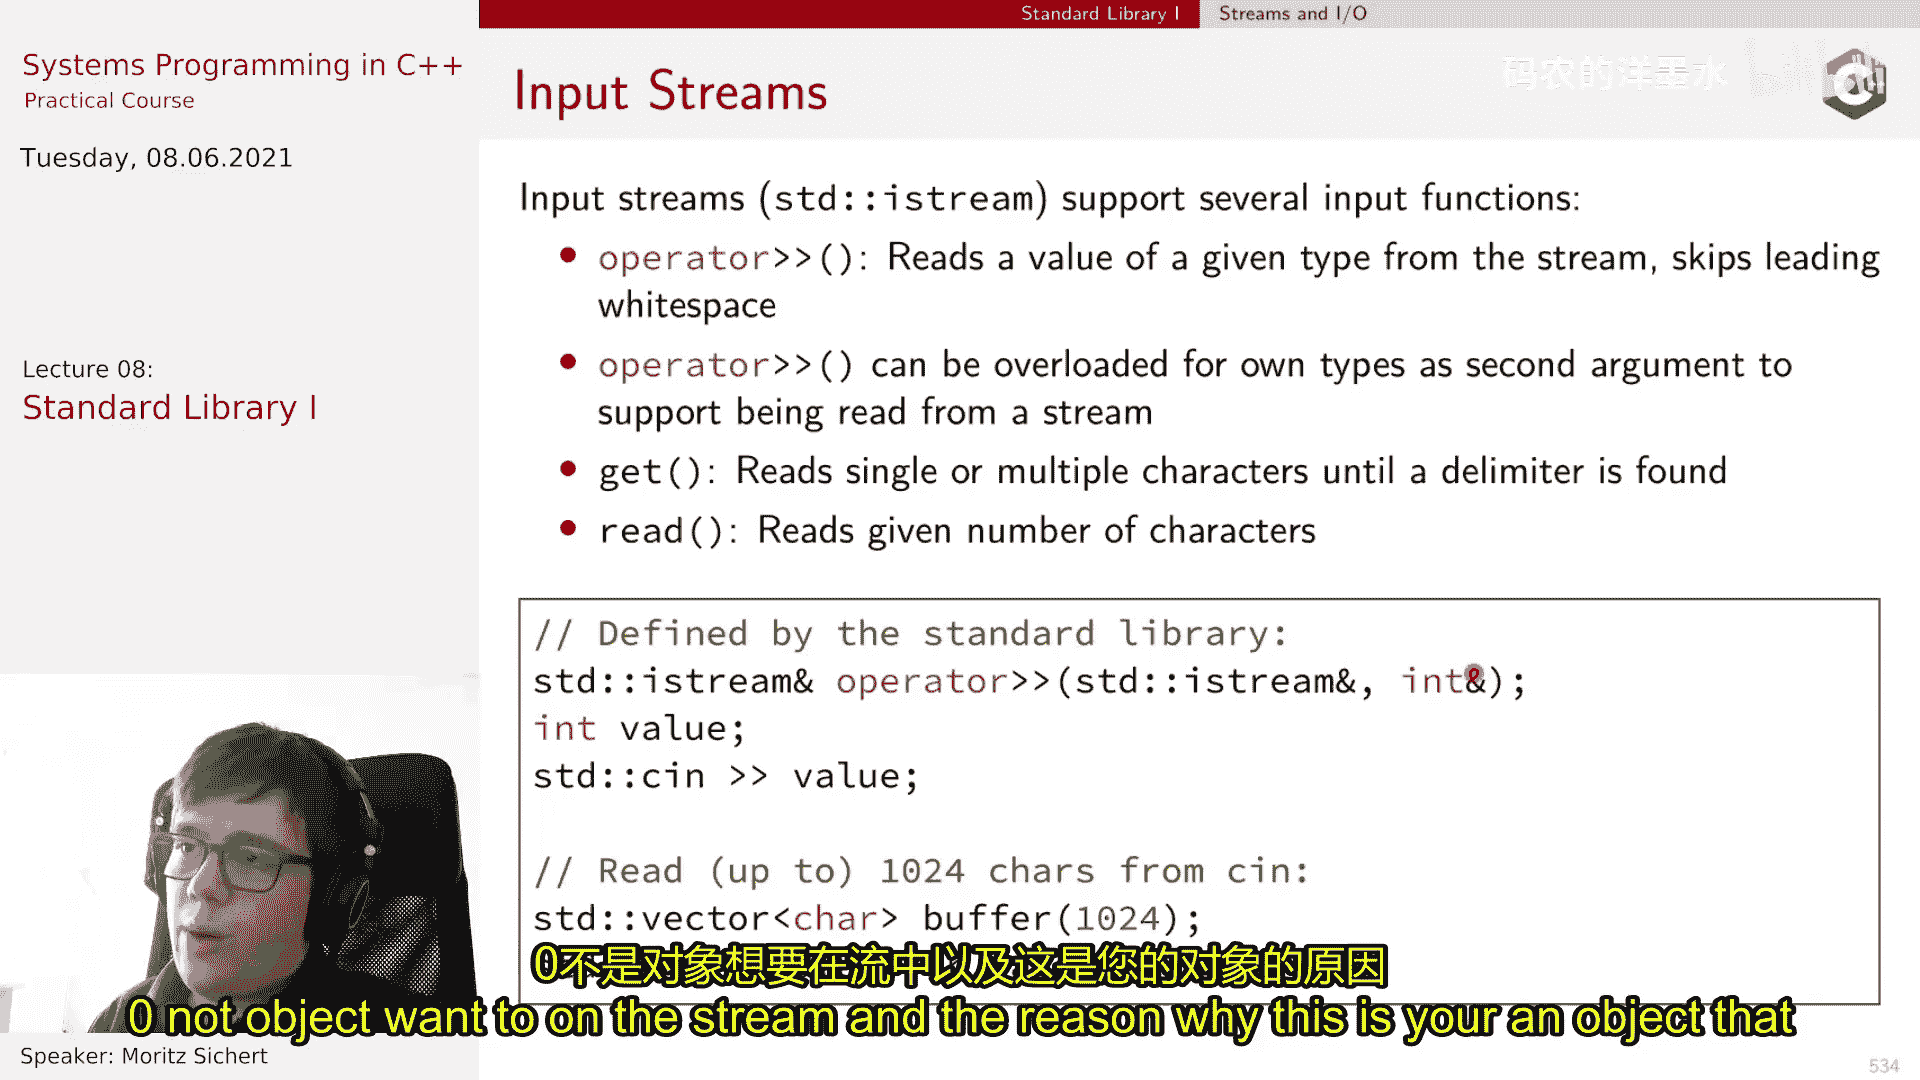 Standard Library I
Streams and I/O
Systems Programming in C++
Practical Course
Tuesday, 08.06.2021
Lecture 08:
Standard Library I
Input Streams
码农的洋墨水
Input streams (std::istream) support several input functions:
• operator>>(): Reads a value of a given type from the stream, skips leading
whitespace
• operator>>() can be overloaded for own types as second argument to
support being read from a stream
• get(): Reads single or multiple characters until a delimiter is found
• read(): Reads given number of characters
// Defined by the standard library:
std::istream& operator>>(std::istream&, int&);
int value;
std::cin >> value;
// Read (up to) 1024 chars from cin:
std::vector<char> buffer(1024);
0不是对象想要在流中以及这是您的对象的原因
0 not object want to on the stream and the reason why this is your an object that
Speaker: Moritz Sichert
534